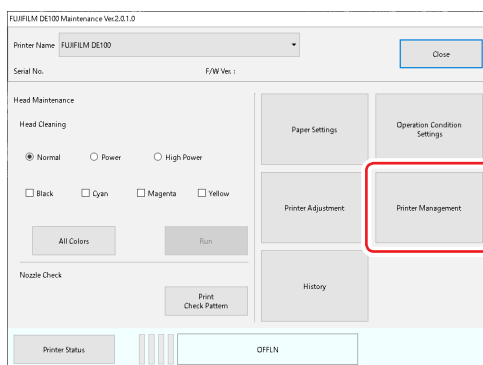 FUJIFILM DE100 Maintenance Ver.2.0.1.0
Printer Name FUJIFILM DE100
Close
Serial No. F/W Ver. :
Head Maintenance
Head Cleaning
Normal Power High Power
Black Cyan Magenta Yellow
All Colors Run
Nozzle Check
Print
Check Pattern
Paper Settings
Operation Condition
Settings
Printer Adjustment
Printer Management
History
Printer Status
OFFLN